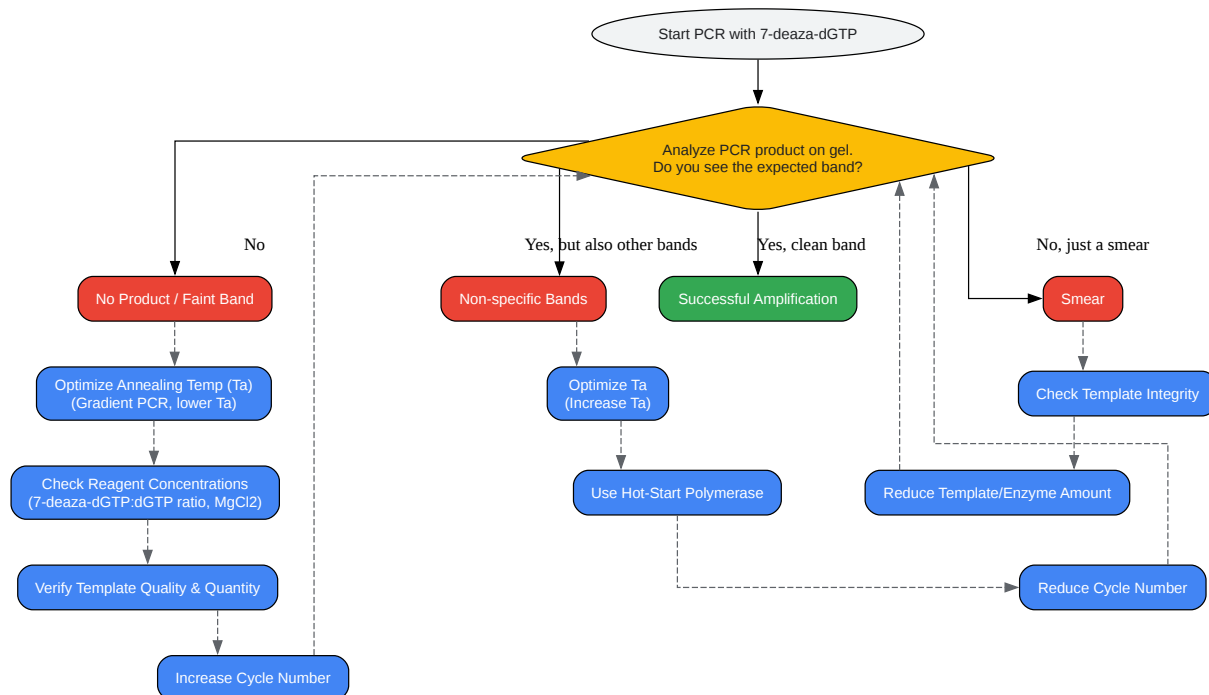 Start PCR with 7-deaza-dGTP
Analyze PCR product on gel.
Do you see the expected band?
No
Yes, but also other bands
Yes, clean band
No, just a smear
No Product / Faint Band
Non-specific Bands
Successful Amplification
Smear
Optimize Annealing Temp (Ta)
(Gradient PCR, lower Ta)
Optimize Ta
(Increase Ta)
Check Template Integrity
Check Reagent Concentrations
(7-deaza-dGTP:dGTP ratio, MgCl2)
Use Hot-Start Polymerase
Reduce Template/Enzyme Amount
Verify Template Quality & Quantity
Reduce Cycle Number
Increase Cycle Number